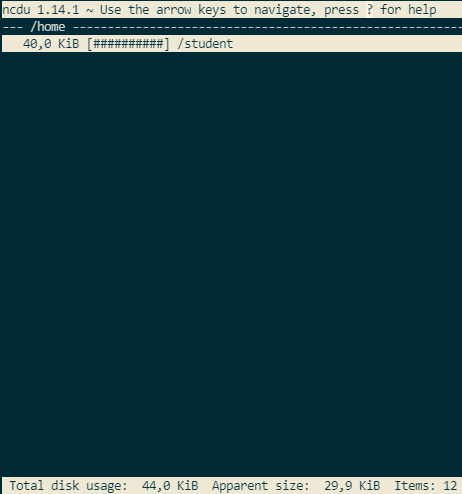 ncdu 1.14.1 ~ Use the arrow keys to navigate, press ? for help
--- /home --------------------------------------------------------
40,0 KiB [##########] /student
Total disk usage: 44,0 KiB Apparent size: 29,9 KiB Items: 12